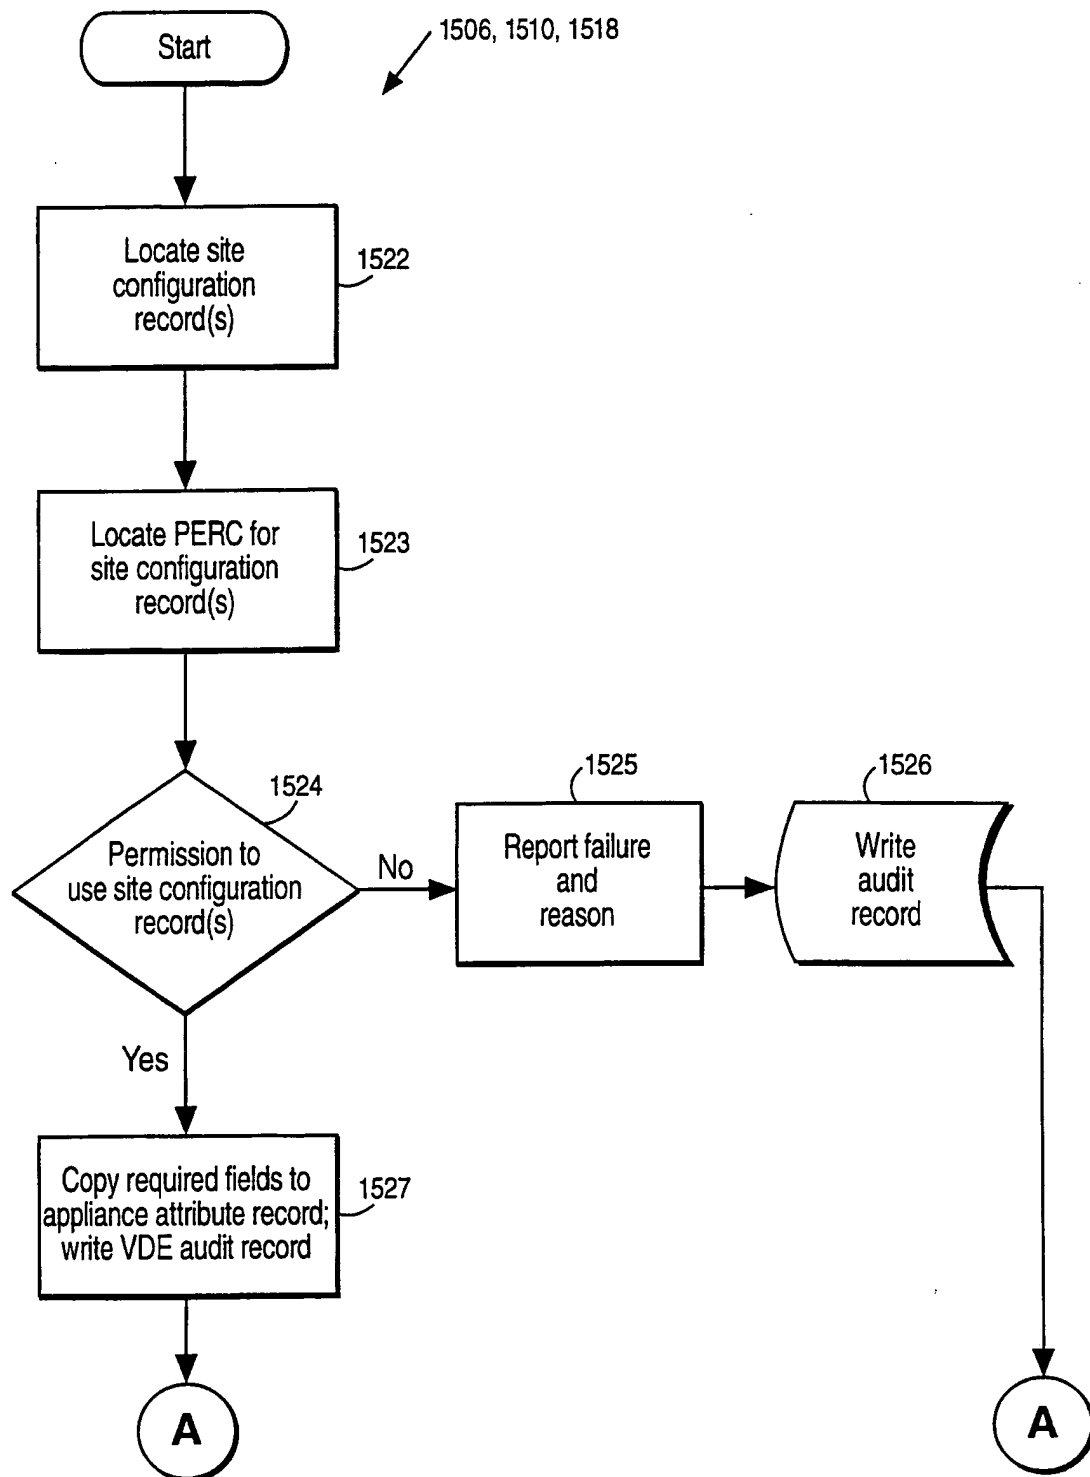 Start
1506, 1510, 1518
Locate site
configuration
record(s)
1522
Locate PERC for
site configuration
record(s)
1523
1524
Permission to
use site configuration
record(s)
No
1525
Report failure
and
reason
1526
Write
audit
record
Yes
Copy required fields to
appliance attribute record;
write VDE audit record
1527
A
A